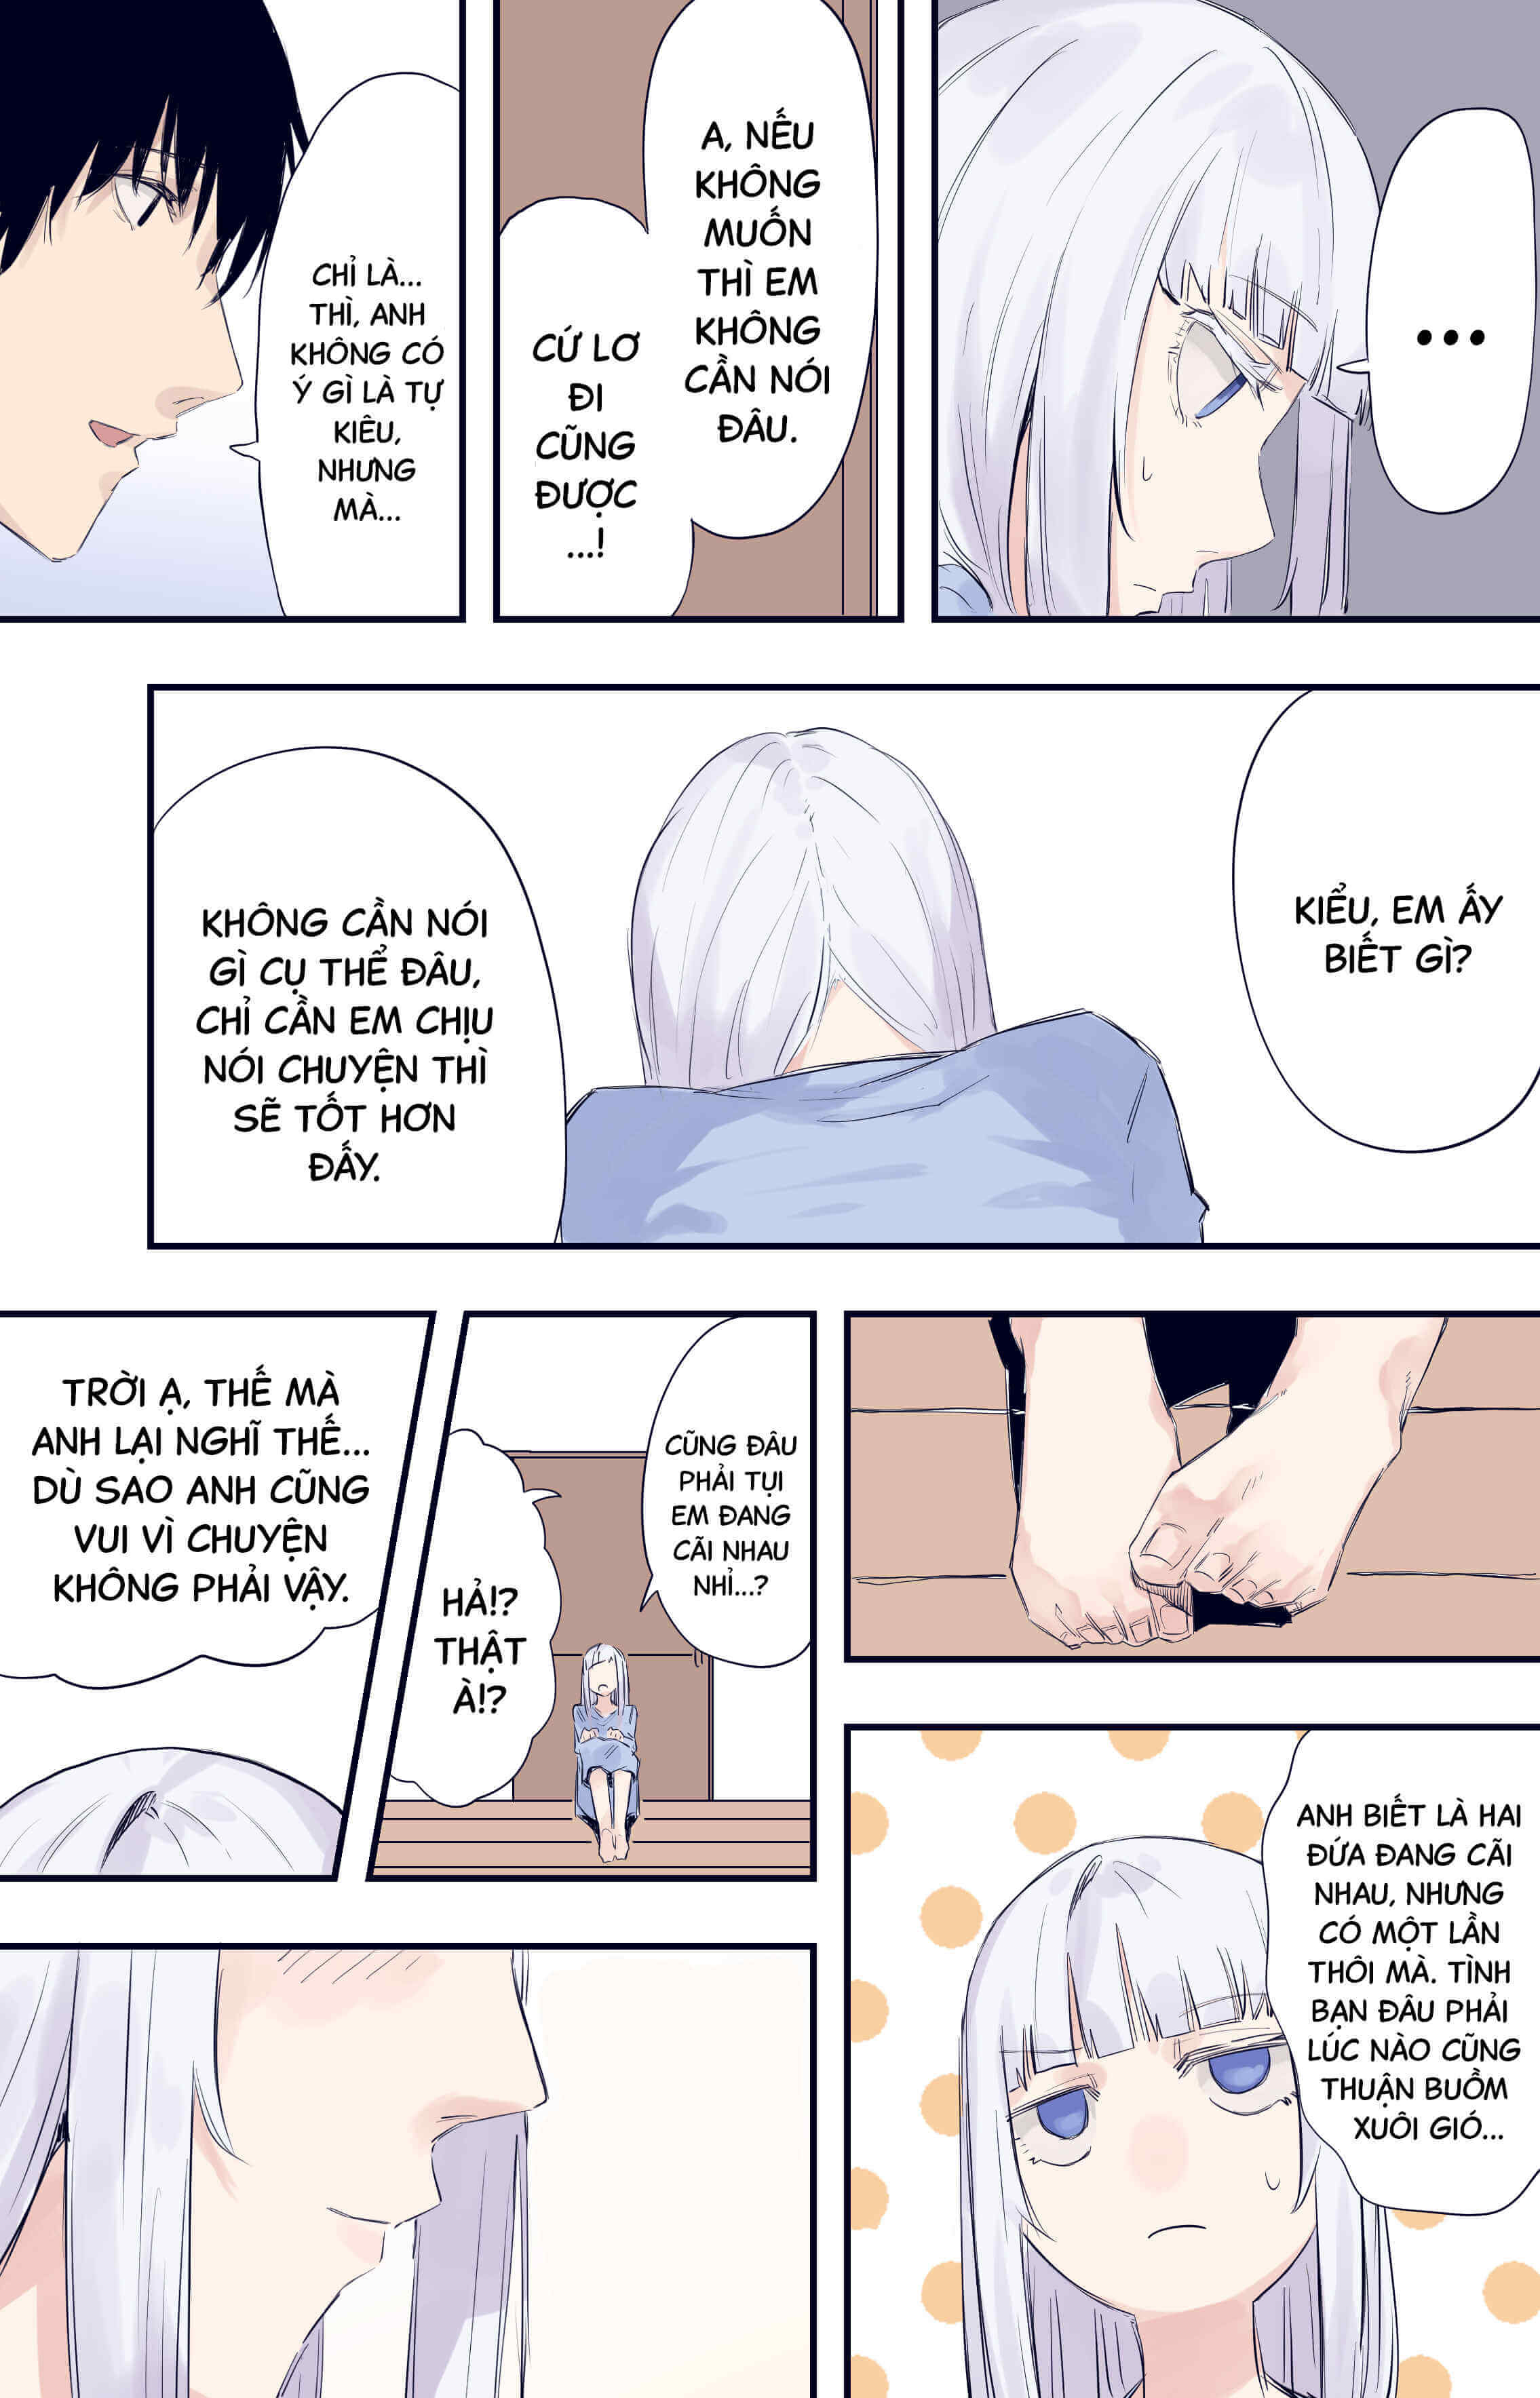 ...
A, NẾU
KHÔNG
MUỐN
THÌ EM
KHÔNG
CẦN NÓI
ĐÂU.
CỨ LƠ
ĐI
CŨNG
ĐƯỢC
...!
CHỈ LÀ...
THÌ, ANH
KHÔNG CÓ
Ý GÌ LÀ TỰ
KIÊU,
NHƯNG
MÀ...
KIỂU, EM ẤY
BIẾT GÌ?
KHÔNG CẦN NÓI
GÌ CỤ THỂ ĐÂU,
CHỈ CẦN EM CHỊU
NÓI CHUYỆN THÌ
SẼ TỐT HƠN
ĐẤY.
CŨNG ĐÂU
PHẢI TỤI
EM ĐANG
CÃI NHAU
NHỈ...?
HẢ!?
THẬT
À!?
TRỜI Ạ, THẾ MÀ
ANH LẠI NGHĨ THẾ...
DÙ SAO ANH CŨNG
VUI VÌ CHUYỆN
KHÔNG PHẢI VẬY.
ANH BIẾT LÀ HAI
ĐỨA ĐANG CÃI
NHAU, NHƯNG
CÓ MỘT LẦN
THÔI MÀ. TÌNH
BẠN ĐÂU PHẢI
LÚC NÀO CŨNG
THUẬN BUỒM
XUÔI GIÓ...